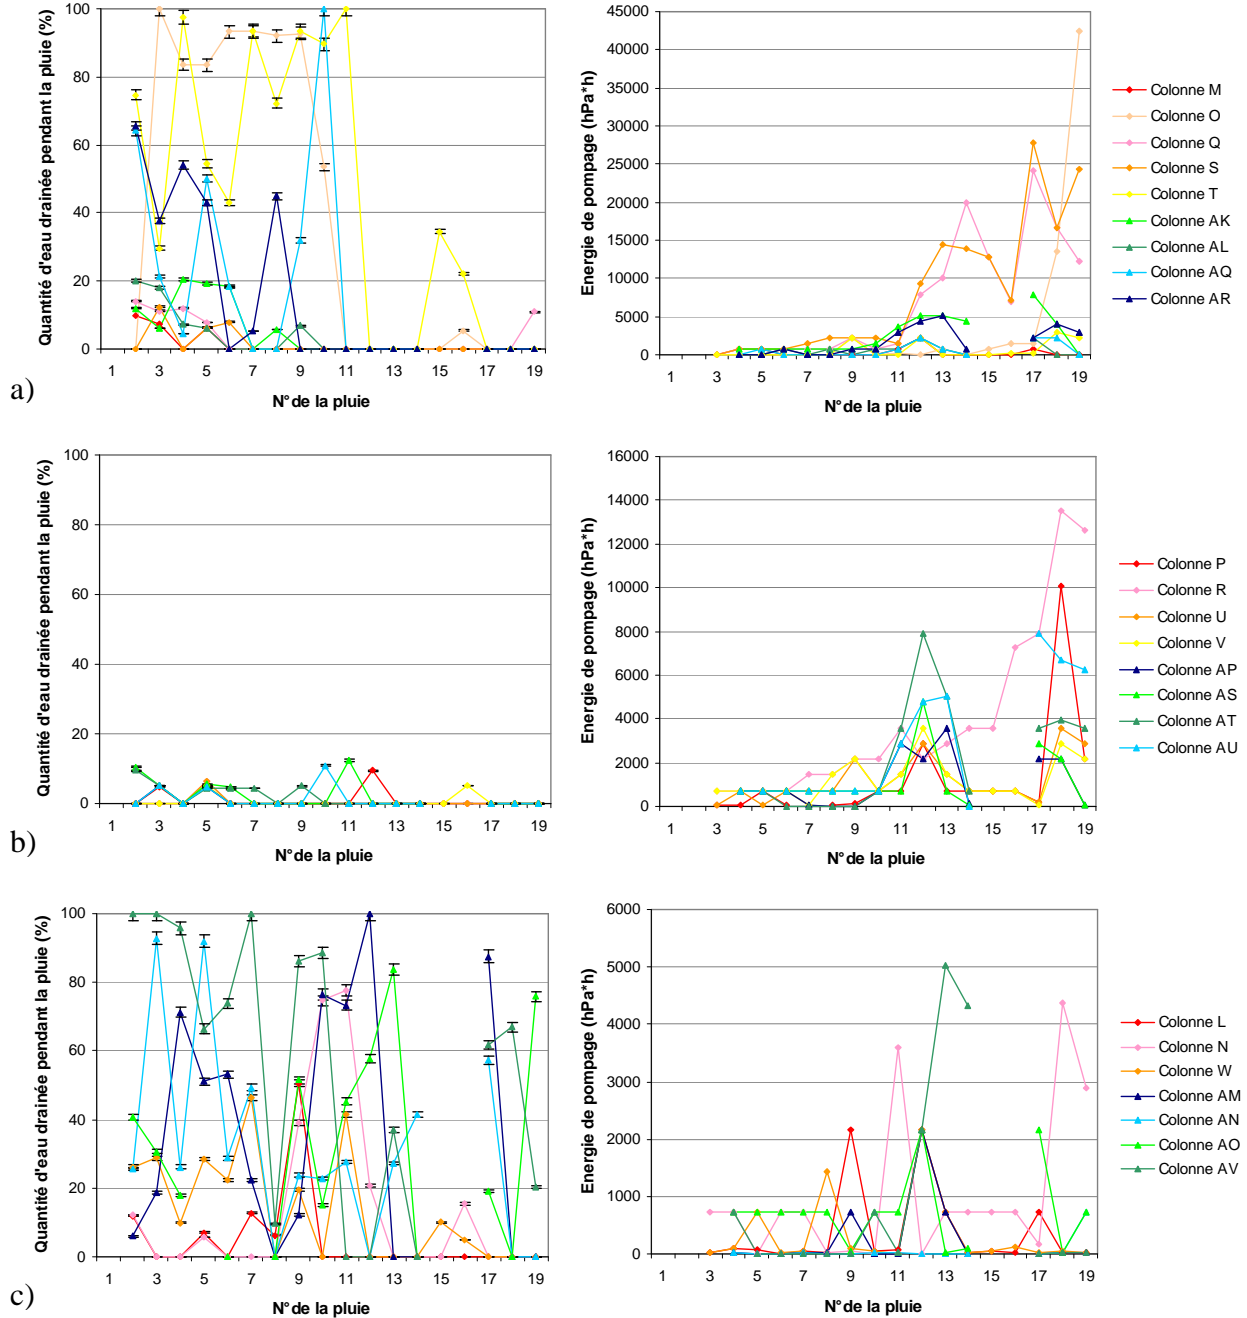 Quantité d'eau drainée pendant la pluie (%)
100
80
60
40
20
0
1 3 5 7 9 11 13 15 17 19
N°de la pluie
a)
Energie de pompage (hPa*h)
45000
40000
35000
30000
25000
20000
15000
10000
5000
0
1 3 5 7 9 11 13 15 17 19
N°de la pluie
Colonne M
Colonne O
Colonne Q
Colonne S
Colonne T
Colonne AK
Colonne AL
Colonne AQ
Colonne AR
Quantité d'eau drainée pendant la pluie (%)
100
80
60
40
20
0
1 3 5 7 9 11 13 15 17 19
N°de la pluie
b)
Energie de pompage (hPa*h)
16000
14000
12000
10000
8000
6000
4000
2000
0
1 3 5 7 9 11 13 15 17 19
N°de la pluie
Colonne P
Colonne R
Colonne U
Colonne V
Colonne AP
Colonne AS
Colonne AT
Colonne AU
Quantité d'eau drainée pendant la pluie (%)
100
80
60
40
20
0
1 3 5 7 9 11 13 15 17 19
N°de la pluie
c)
Energie de pompage (hPa*h)
6000
5000
4000
3000
2000
1000
0
1 3 5 7 9 11 13 15 17 19
N°de la pluie
Colonne L
Colonne N
Colonne W
Colonne AM
Colonne AN
Colonne AO
Colonne AV